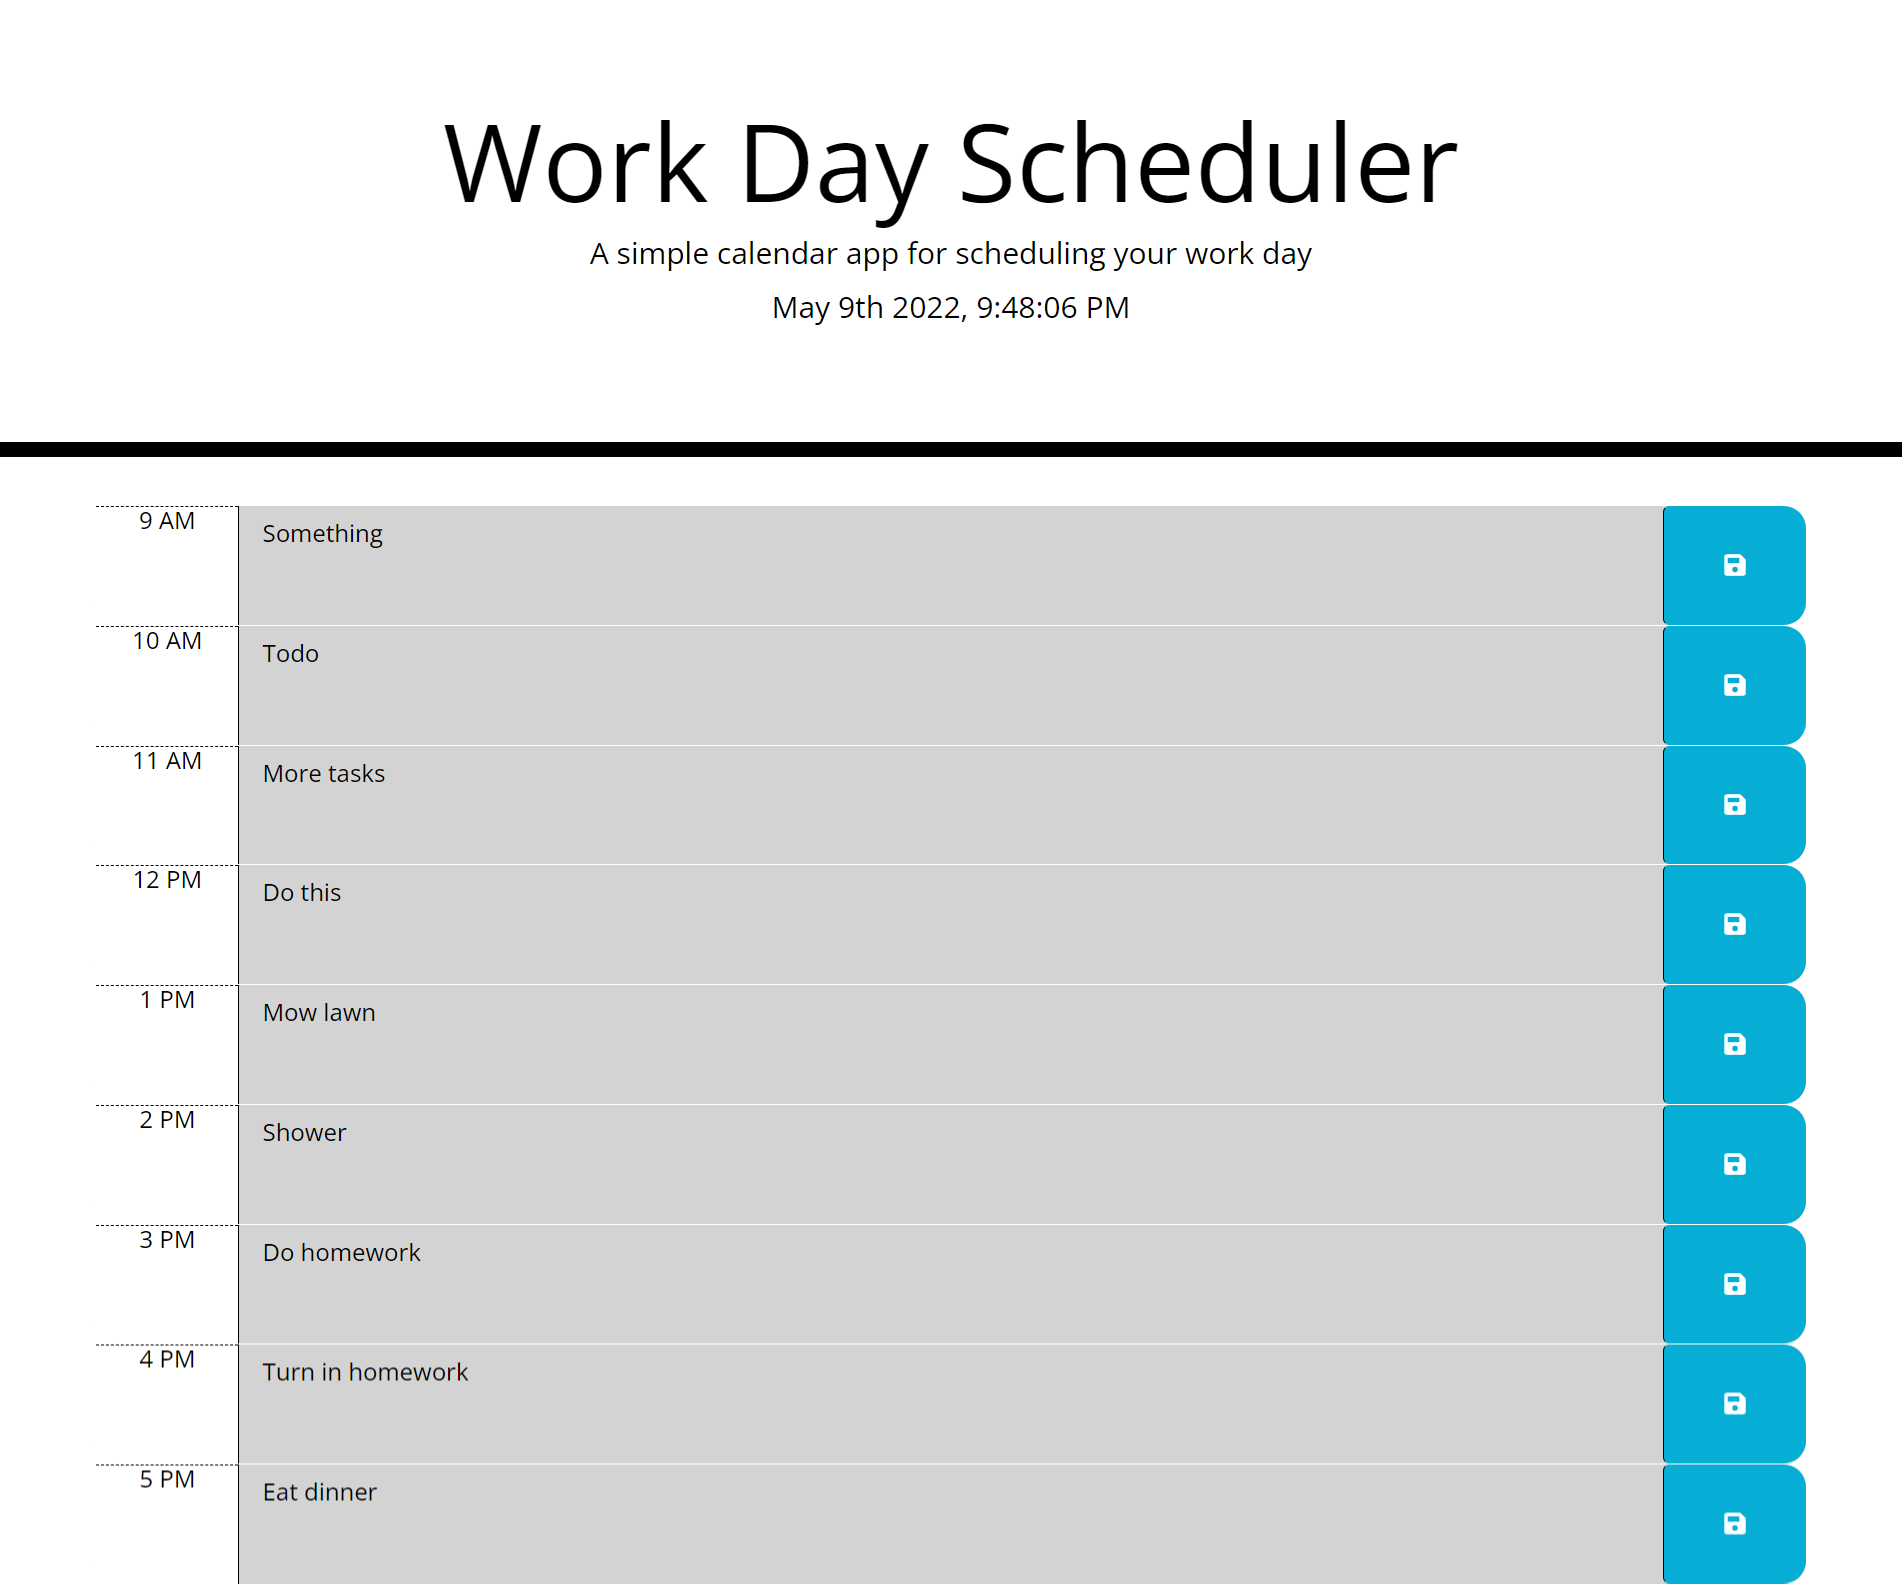 Work Day Scheduler
A simple calendar app for scheduling your work day
May 9th 2022, 9:48:06 PM
9 AM
Something
10 AM
Todo
11 AM
More tasks
12 PM
Do this
1 PM
Mow lawn
2 PM
Shower
3 PM
Do homework
4 PM
Turn in homework
5 PM
Eat dinner